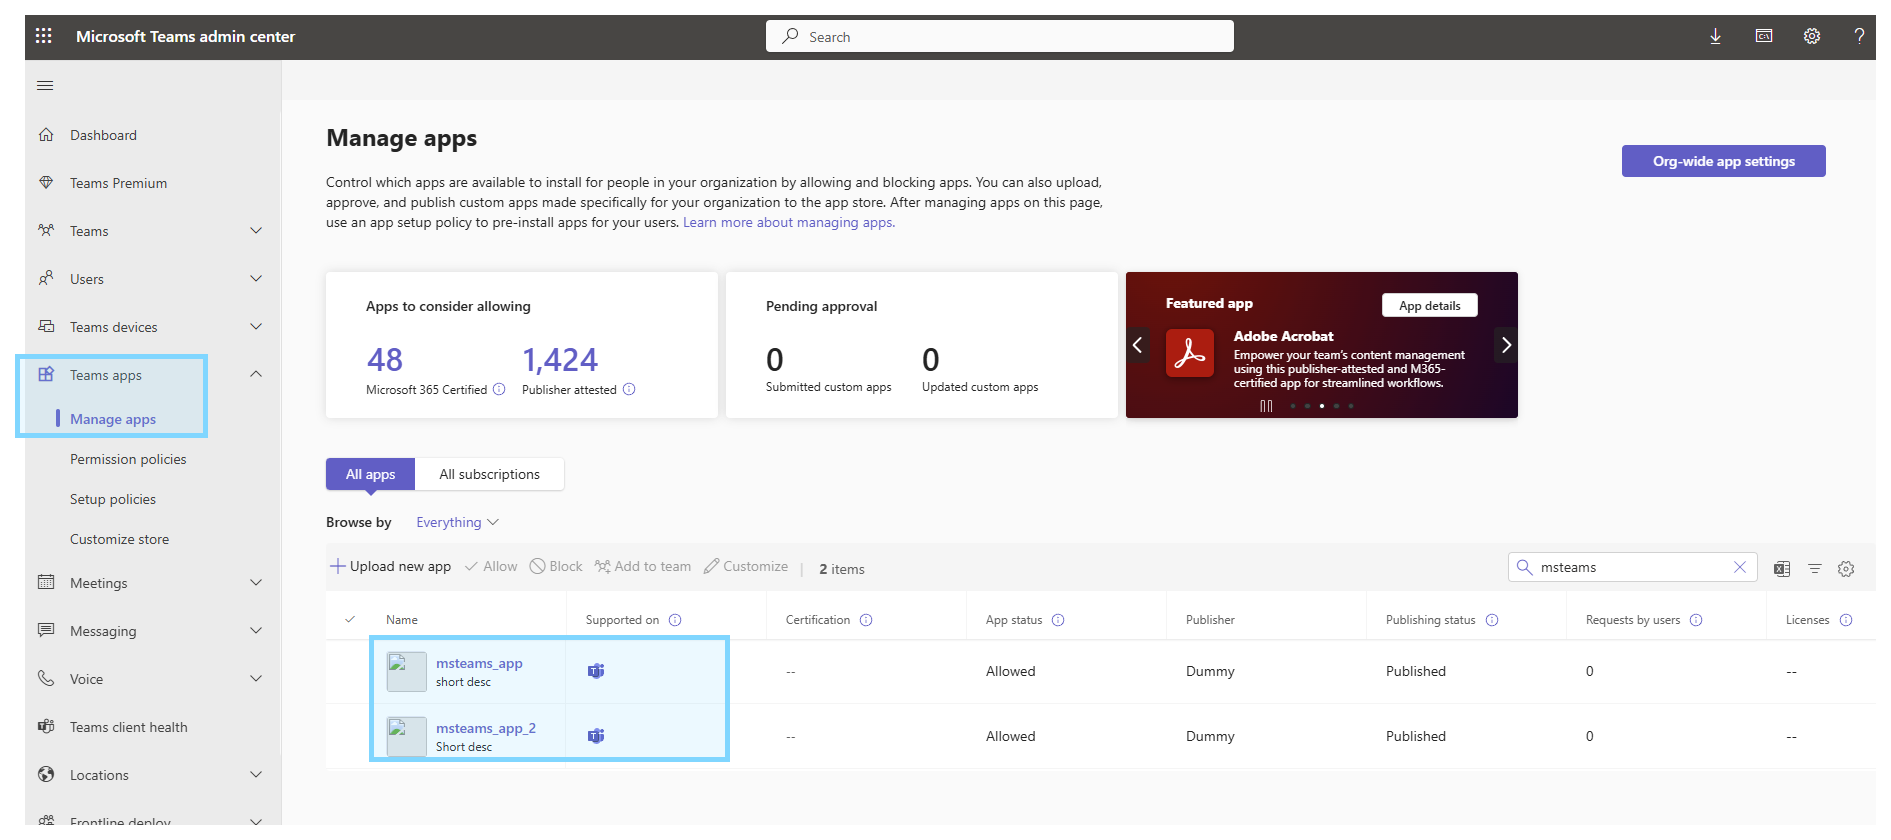 Microsoft Teams admin center
Search
Dashboard
Teams Premium
Teams
Users
Teams devices
Teams apps
Manage apps
Permission policies
Setup policies
Customize store
Meetings
Messaging
Voice
Teams client health
Locations
Frontline deploy
Manage apps
Org-wide app settings
Control which apps are available to install for people in your organization by allowing and blocking apps. You can also upload,
approve, and publish custom apps made specifically for your organization to the app store. After managing apps on this page,
use an app setup policy to pre-install apps for your users. Learn more about managing apps.
Apps to consider allowing
48 1,424
Microsoft 365 Certified Publisher attested
Pending approval
0 0
Submitted custom apps Updated custom apps
Featured app
App details
Adobe Acrobat
Empower your team's content management
using this publisher-attested and M365-
certified app for streamlined workflows.
All apps All subscriptions
Browse by Everything
Upload new app Allow Block Add to team Customize | 2 items
msteams
Name Supported on Certification App status Publisher Publishing status Requests by users Licenses
msteams_app
short desc
-- Allowed Dummy Published 0 --
msteams_app_2
Short desc
-- Allowed Dummy Published 0 --